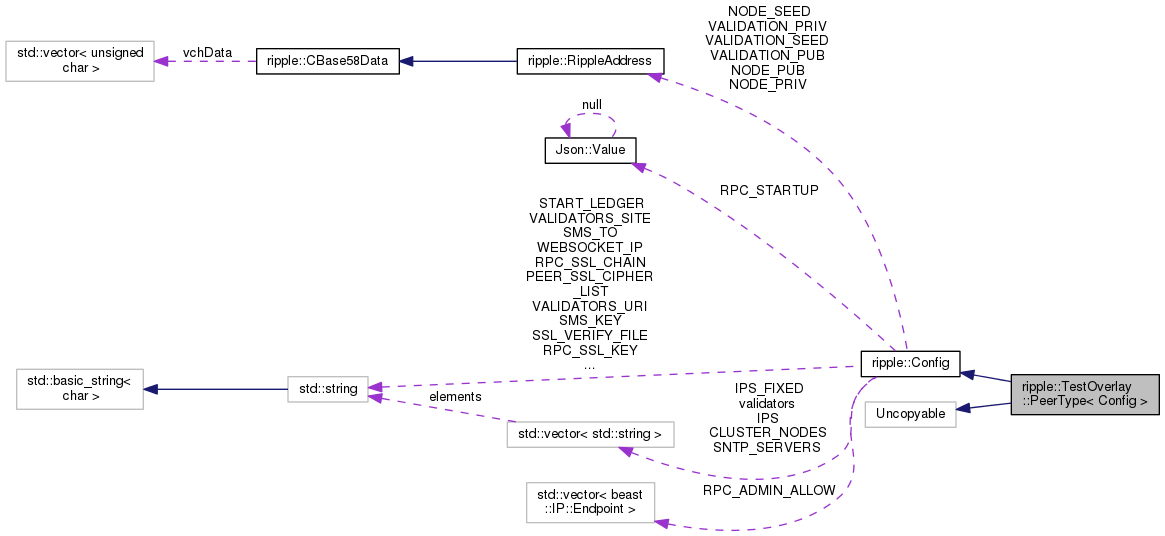 NODE_SEED
VALIDATION_PRIV
VALIDATION_SEED
VALIDATION_PUB
NODE_PUB
NODE_PRIV
std::vector< unsigned
char >
vchData
ripple::CBase58Data
ripple::RippleAddress
null
Json::Value
RPC_STARTUP
START_LEDGER
VALIDATORS_SITE
SMS_TO
WEBSOCKET_IP
RPC_SSL_CHAIN
PEER_SSL_CIPHER
_LIST
VALIDATORS_URI
SMS_KEY
SSL_VERIFY_FILE
RPC_SSL_KEY
...
ripple::Config
std::basic_string<
char >
std::string
elements
ripple::TestOverlay
::PeerType< Config >
Uncopyable
IPS_FIXED
validators
IPS
CLUSTER_NODES
SNTP_SERVERS
std::vector< std::string >
RPC_ADMIN_ALLOW
std::vector< beast
::IP::Endpoint >